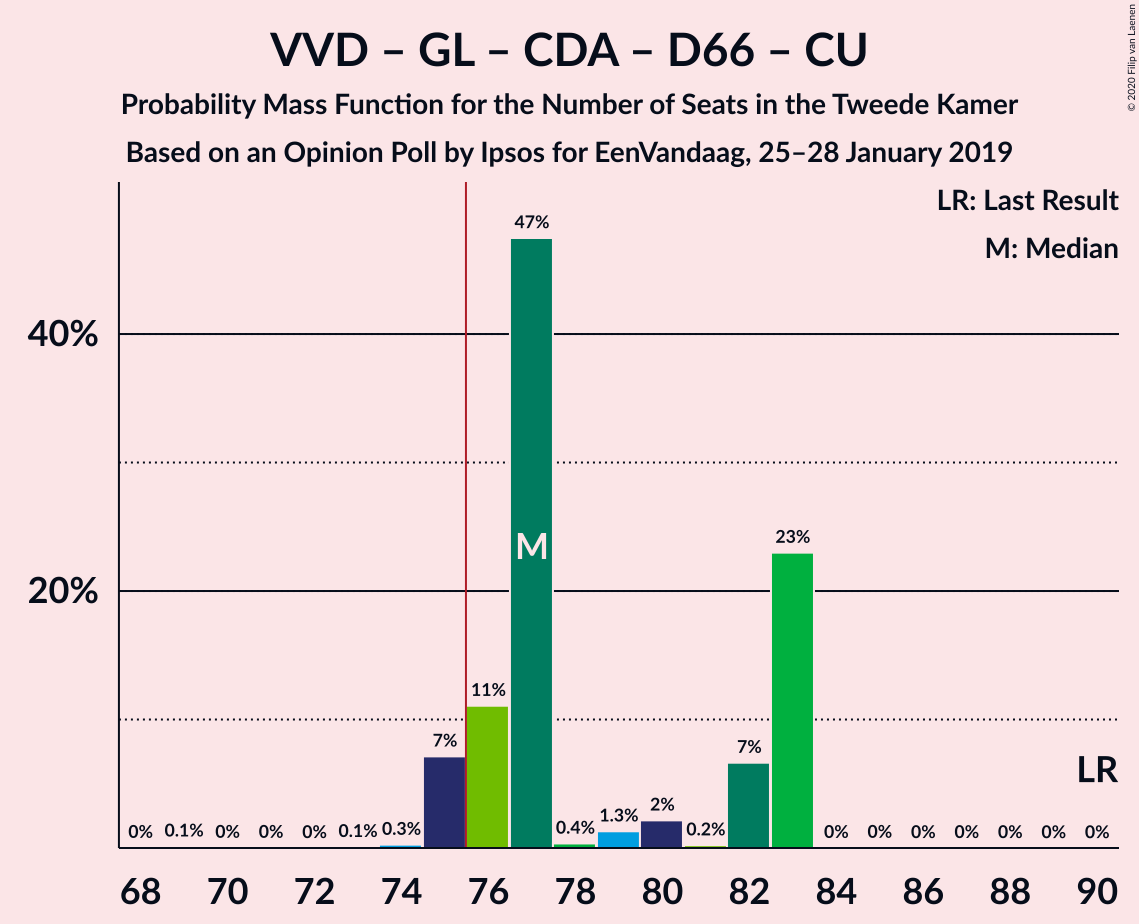 VVD – GL – CDA – D66 – CU
Probability Mass Function for the Number of Seats in the Tweede Kamer
Based on an Opinion Poll by Ipsos for EenVandaag, 25–28 January 2019
© 2020 Filip van Laenen
LR: Last Result
M: Median
47%
40%
M
23%
20%
11%
7%
7%
LR
0% 0.1% 0% 0% 0% 0.1% 0.3% 0.4% 1.3% 2% 0.2% 0% 0% 0% 0% 0% 0% 0%
68 70 72 74 76 78 80 82 84 86 88 90